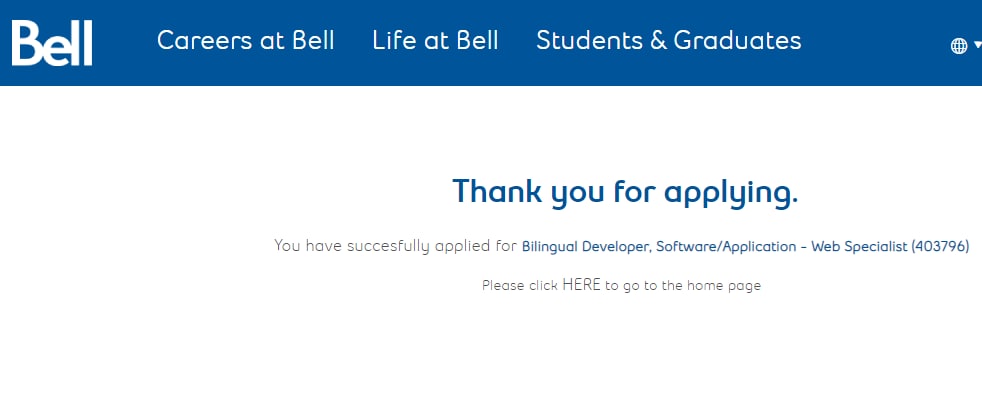 Bell Careers at Bell Life at Bell Students & Graduates
Thank you for applying.
You have succesfully applied for Bilingual Developer, Software/Application - Web Specialist (403796)
Please click HERE to go to the home page